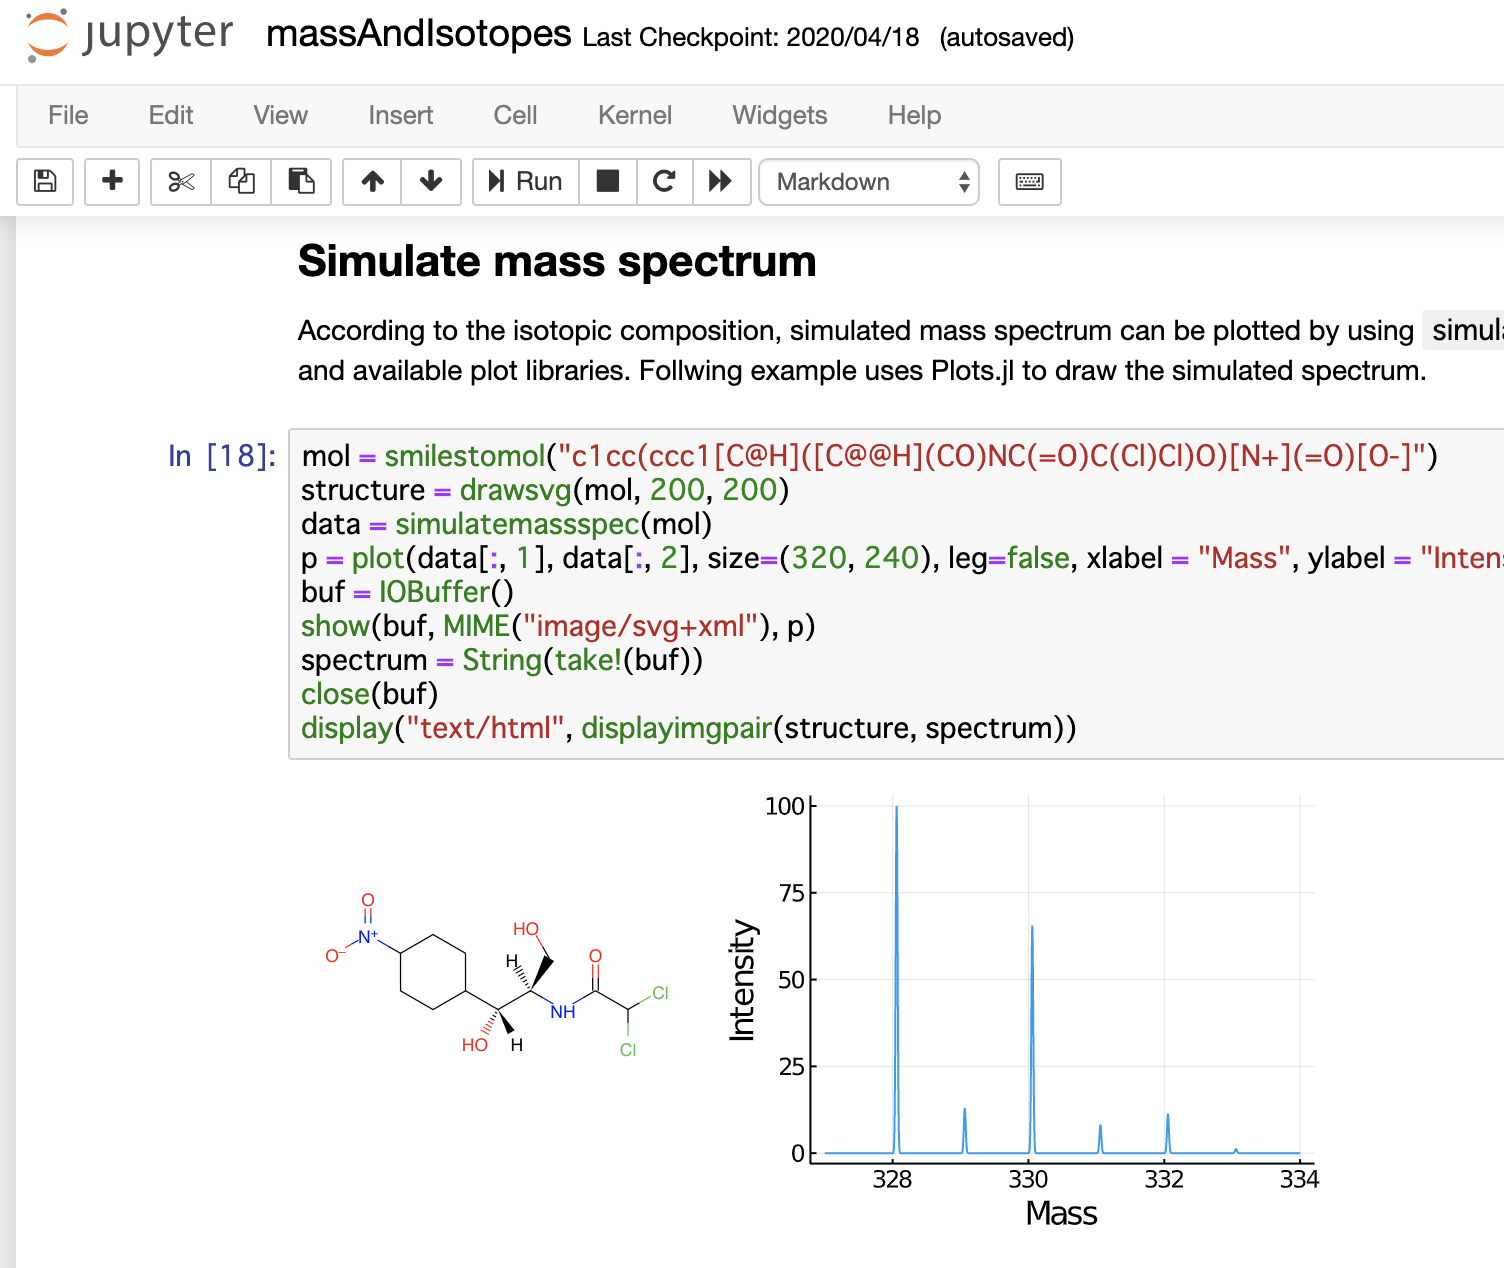 jupyter massAndIsotopes Last Checkpoint: 2020/04/18 (autosaved)
File Edit View Insert Cell Kernel Widgets Help
Run Markdown
Simulate mass spectrum
According to the isotopic composition, simulated mass spectrum can be plotted by using
and available plot libraries. Follwing example uses Plots.jl to draw the simulated spectrum.
In [18]:
mol = smilestomol("c1cc(ccc1[C@H]([C@@H](CO)NC(=O)C(Cl)Cl)O)[N+](=O)[O-]")
structure = drawsvg(mol, 200, 200)
data = simulatemassspec(mol)
p = plot(data[:, 1], data[:, 2], size=(320, 240), leg=false, xlabel = "Mass", ylabel = "Intens
buf = IOBuffer()
show(buf, MIME("image/svg+xml"), p)
spectrum = String(take!(buf))
close(buf)
display("text/html", displayimgpair(structure, spectrum))
O
N+
O−
HO
H
O
Cl
NH
HO
H
Cl
100
75
50
25
0
Intensity
328 330 332 334
Mass